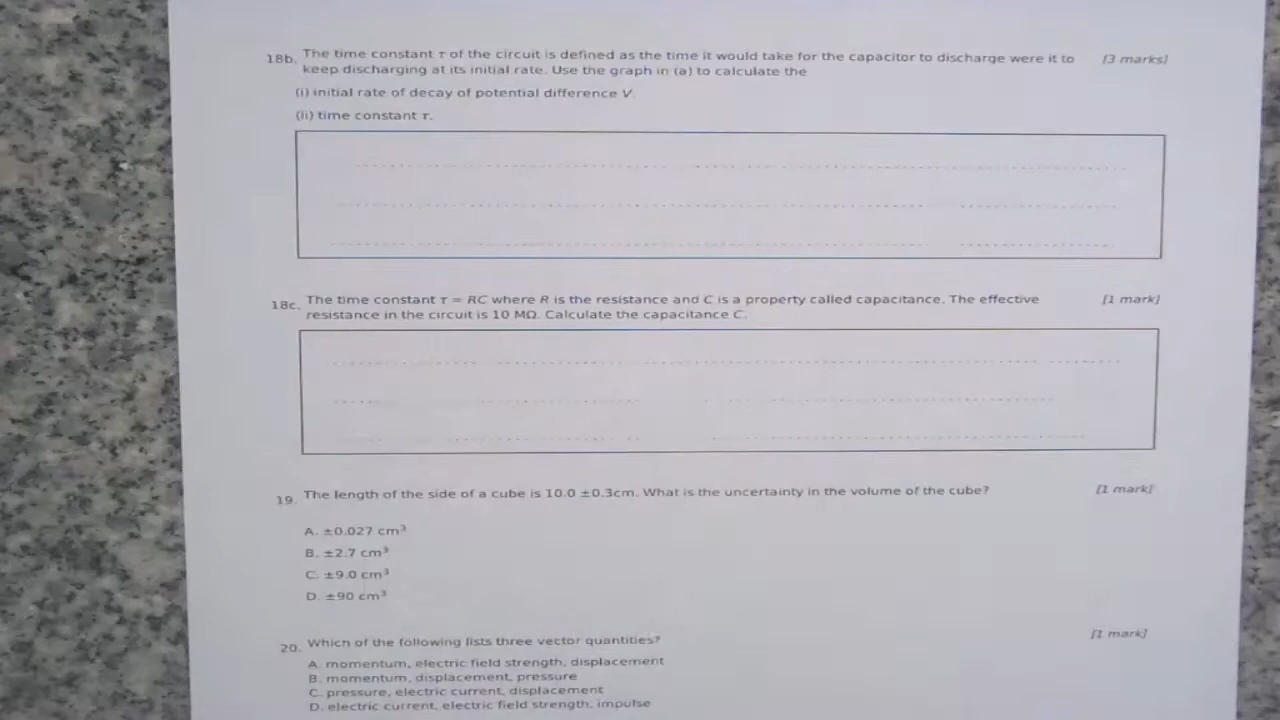 18b. The time constant τ of the circuit is defined as the time it would take for the capacitor to discharge were it to [3 marks]
keep discharging at its initial rate. Use the graph in (a) to calculate the
(i) initial rate of decay of potential difference V.
(ii) time constant τ.
18c. The time constant τ = RC where R is the resistance and C is a property called capacitance. The effective [1 mark]
resistance in the circuit is 10 MΩ. Calculate the capacitance C.
19. The length of the side of a cube is 10.0 ±0.3cm. What is the uncertainty in the volume of the cube? [1 mark]
A. ±0.027 cm³
B. ±2.7 cm³
C. ±9.0 cm³
D. ±90 cm³
20. Which of the following lists three vector quantities? [1 mark]
A. momentum, electric field strength, displacement
B. momentum, displacement, pressure
C. pressure, electric current, displacement
D. electric current, electric field strength, impulse